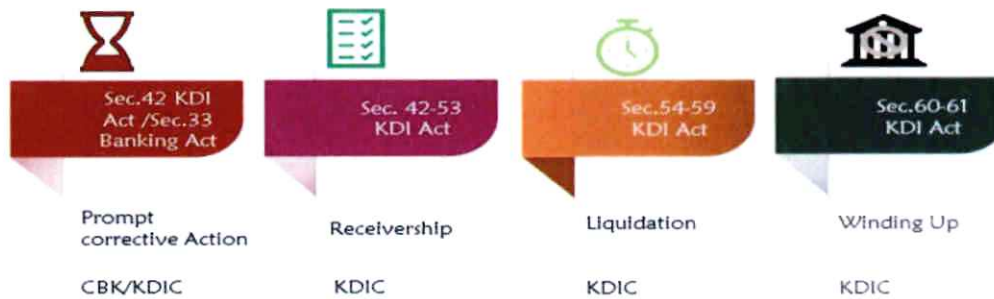 Sec.42 KDI
Act /Sec.33
Banking Act
Sec. 42-53
KDI Act
Sec.54-59
KDI Act
Sec.60-61
KDI Act
Prompt
corrective Action
Receivership
Liquidation
Winding Up
CBK/KDIC
KDIC
KDIC
KDIC